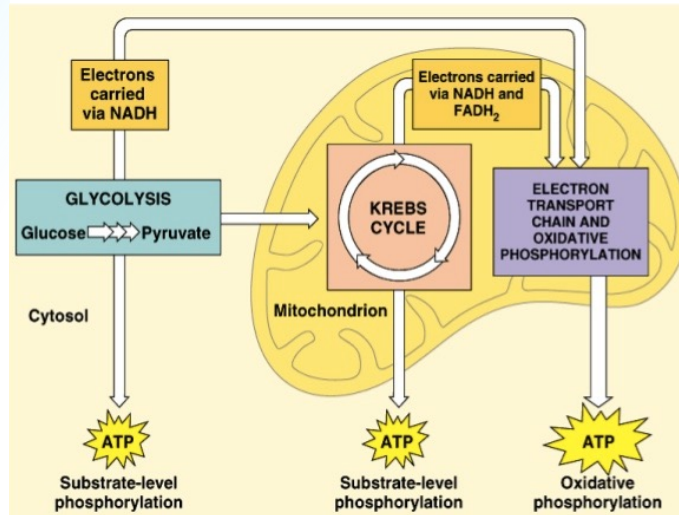 Electrons
carried
via NADH
Electrons carried
via NADH and
FADH₂
GLYCOLYSIS
Glucose Pyruvate
KREBS
CYCLE
ELECTRON
TRANSPORT
CHAIN AND
OXIDATIVE
PHOSPHORYLATION
Cytosol
Mitochondrion
ATP
Substrate-level
phosphorylation
ATP
Substrate-level
phosphorylation
ATP
Oxidative
phosphorylation